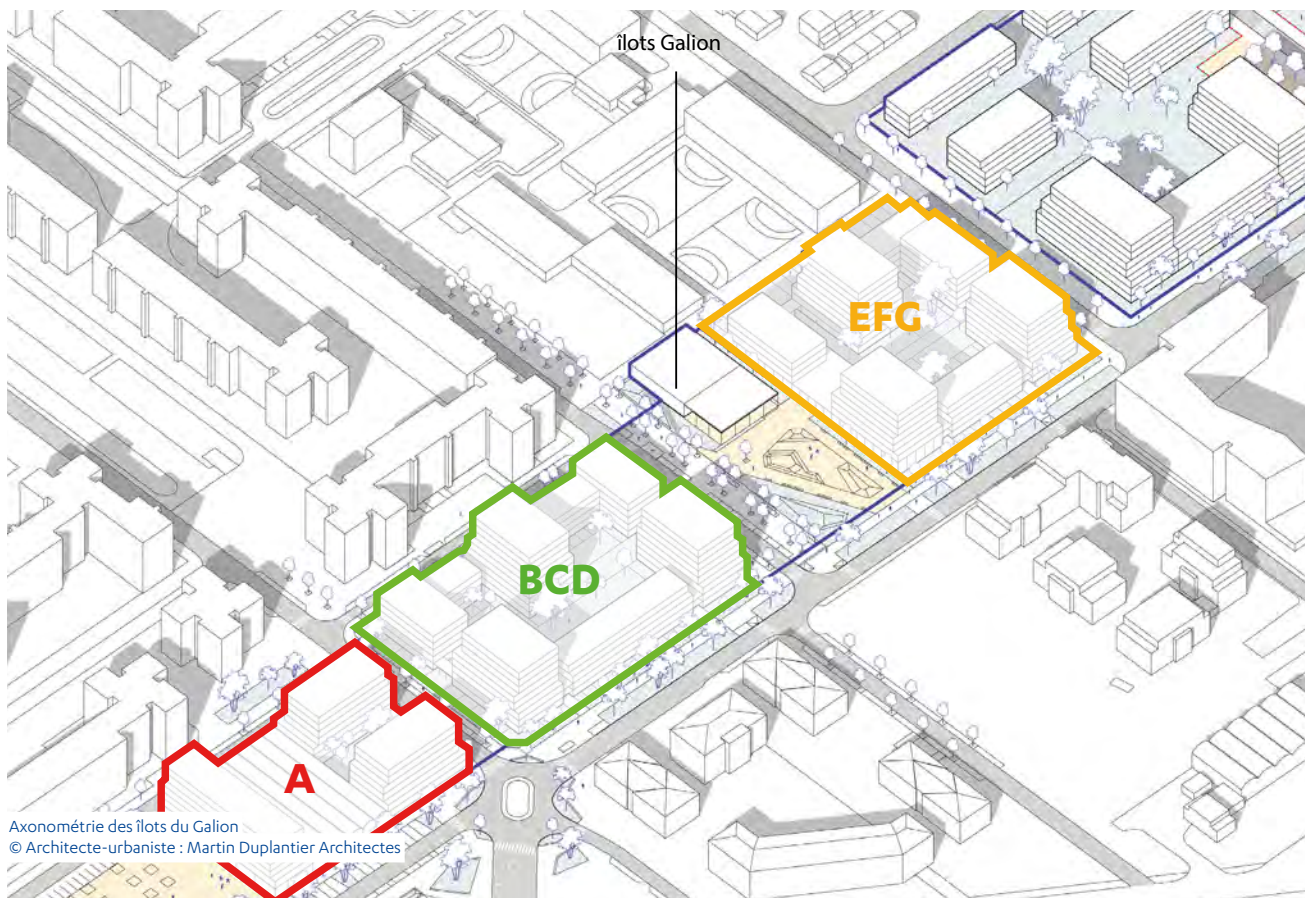 îlots Galion
EFG
BCD
A
Axonométrie des îlots du Galion
© Architecte-urbaniste : Martin Duplantier Architectes